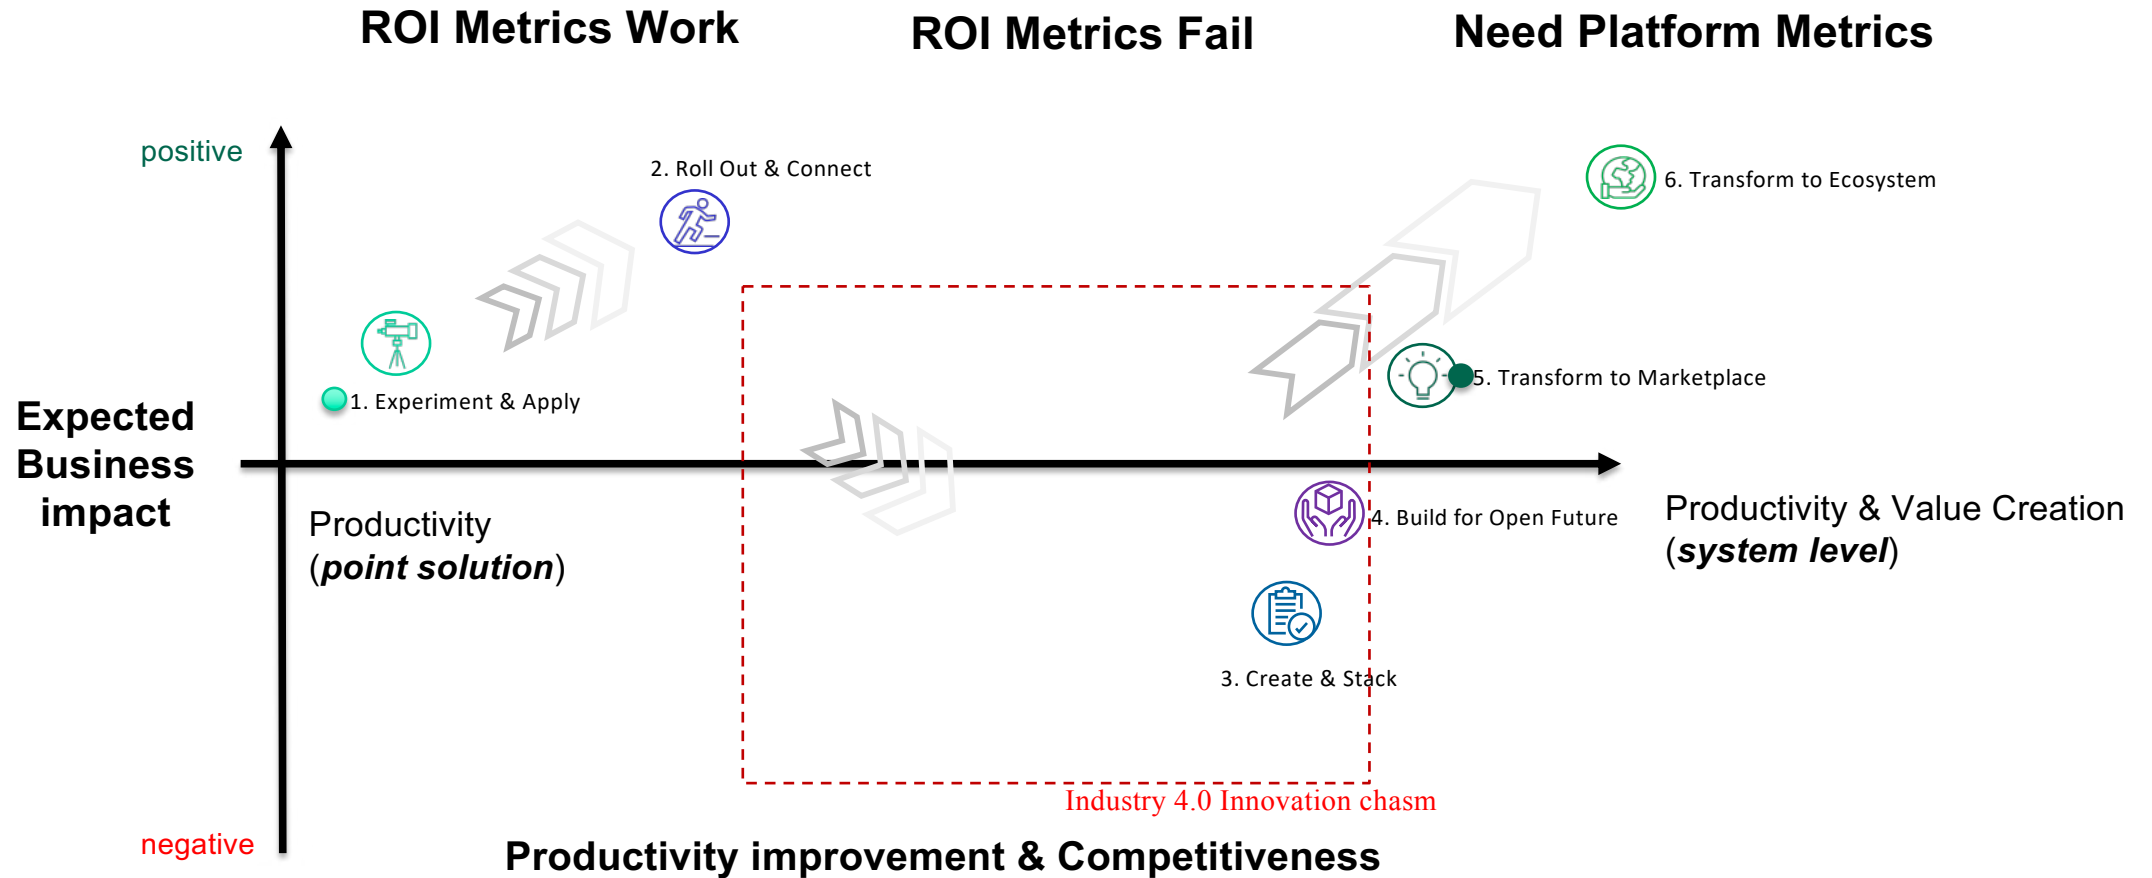 ROI Metrics Work
ROI Metrics Fail
Need Platform Metrics
positive
2. Roll Out & Connect
6. Transform to Ecosystem
1. Experiment & Apply
5. Transform to Marketplace
Expected
Business
impact
Productivity
(point solution)
4. Build for Open Future
Productivity & Value Creation
(system level)
3. Create & Stack
Industry 4.0 Innovation chasm
negative
Productivity improvement & Competitiveness